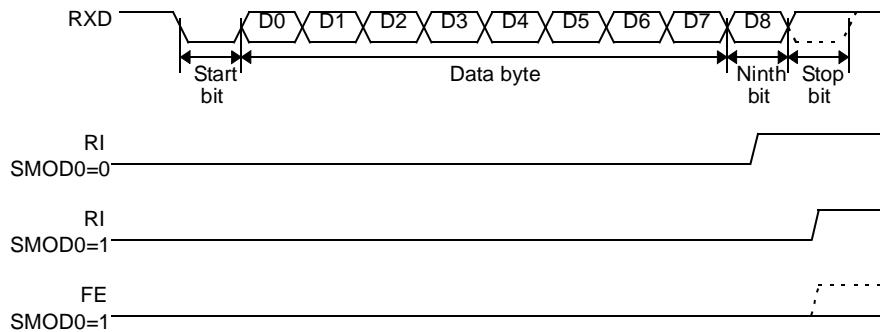 RXD D0 D1 D2 D3 D4 D5 D6 D7 D8
Start bit
Data byte
Ninth bit
Stop bit
RI
SMOD0=0
RI
SMOD0=1
FE
SMOD0=1